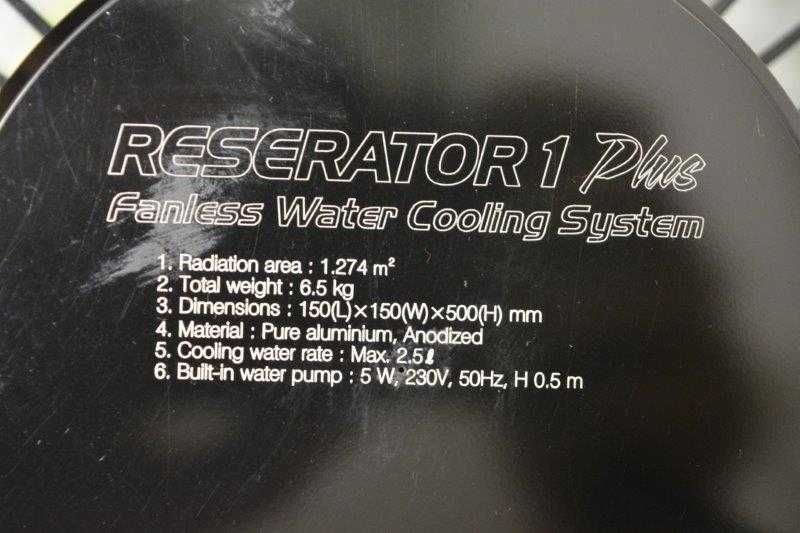 RESERATOR 1 Plus
Fanless Water Cooling System
1. Radiation area : 1.274 m²
2. Total weight : 6.5 kg
3. Dimensions : 150(L)×150(W)×500(H) mm
4. Material : Pure aluminium, Anodized
5. Cooling water rate : Max. 2.5ℓ
6. Built-in water pump : 5 W, 230V, 50Hz, H 0.5 m